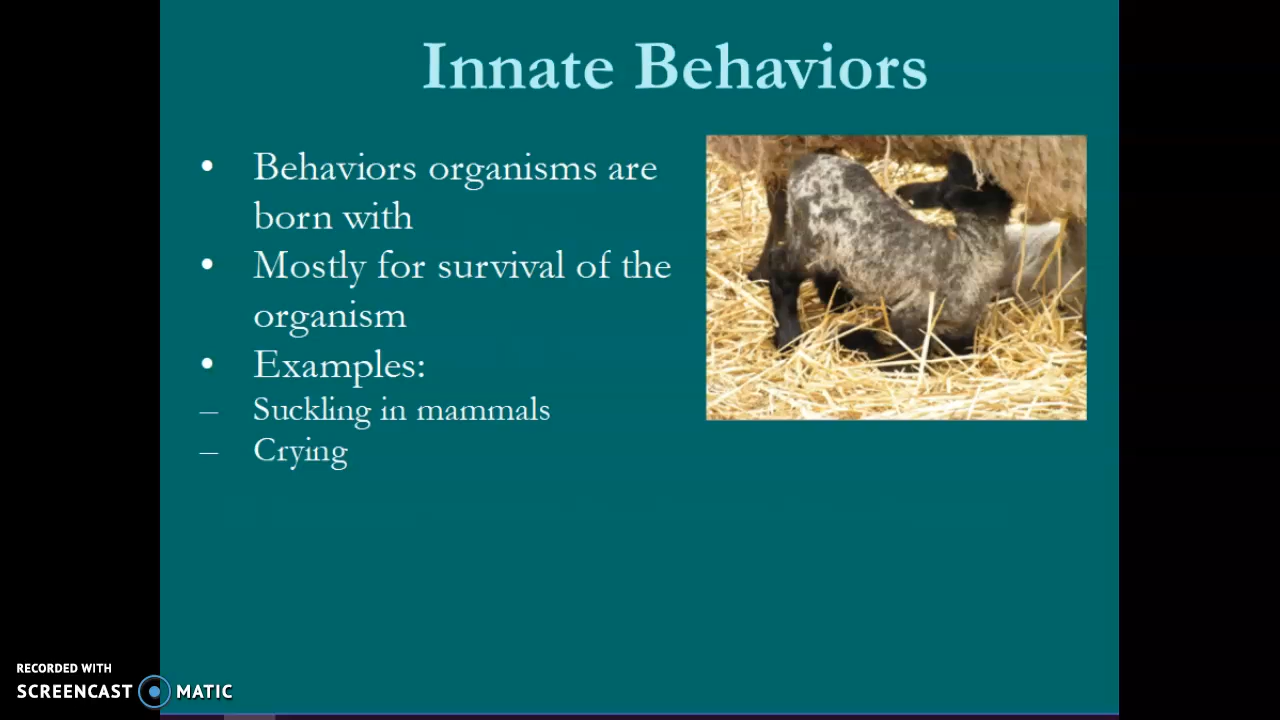 Innate Behaviors
• Behaviors organisms are
born with
• Mostly for survival of the
organism
• Examples:
– Suckling in mammals
– Crying
RECORDED WITH
SCREENCAST MATIC